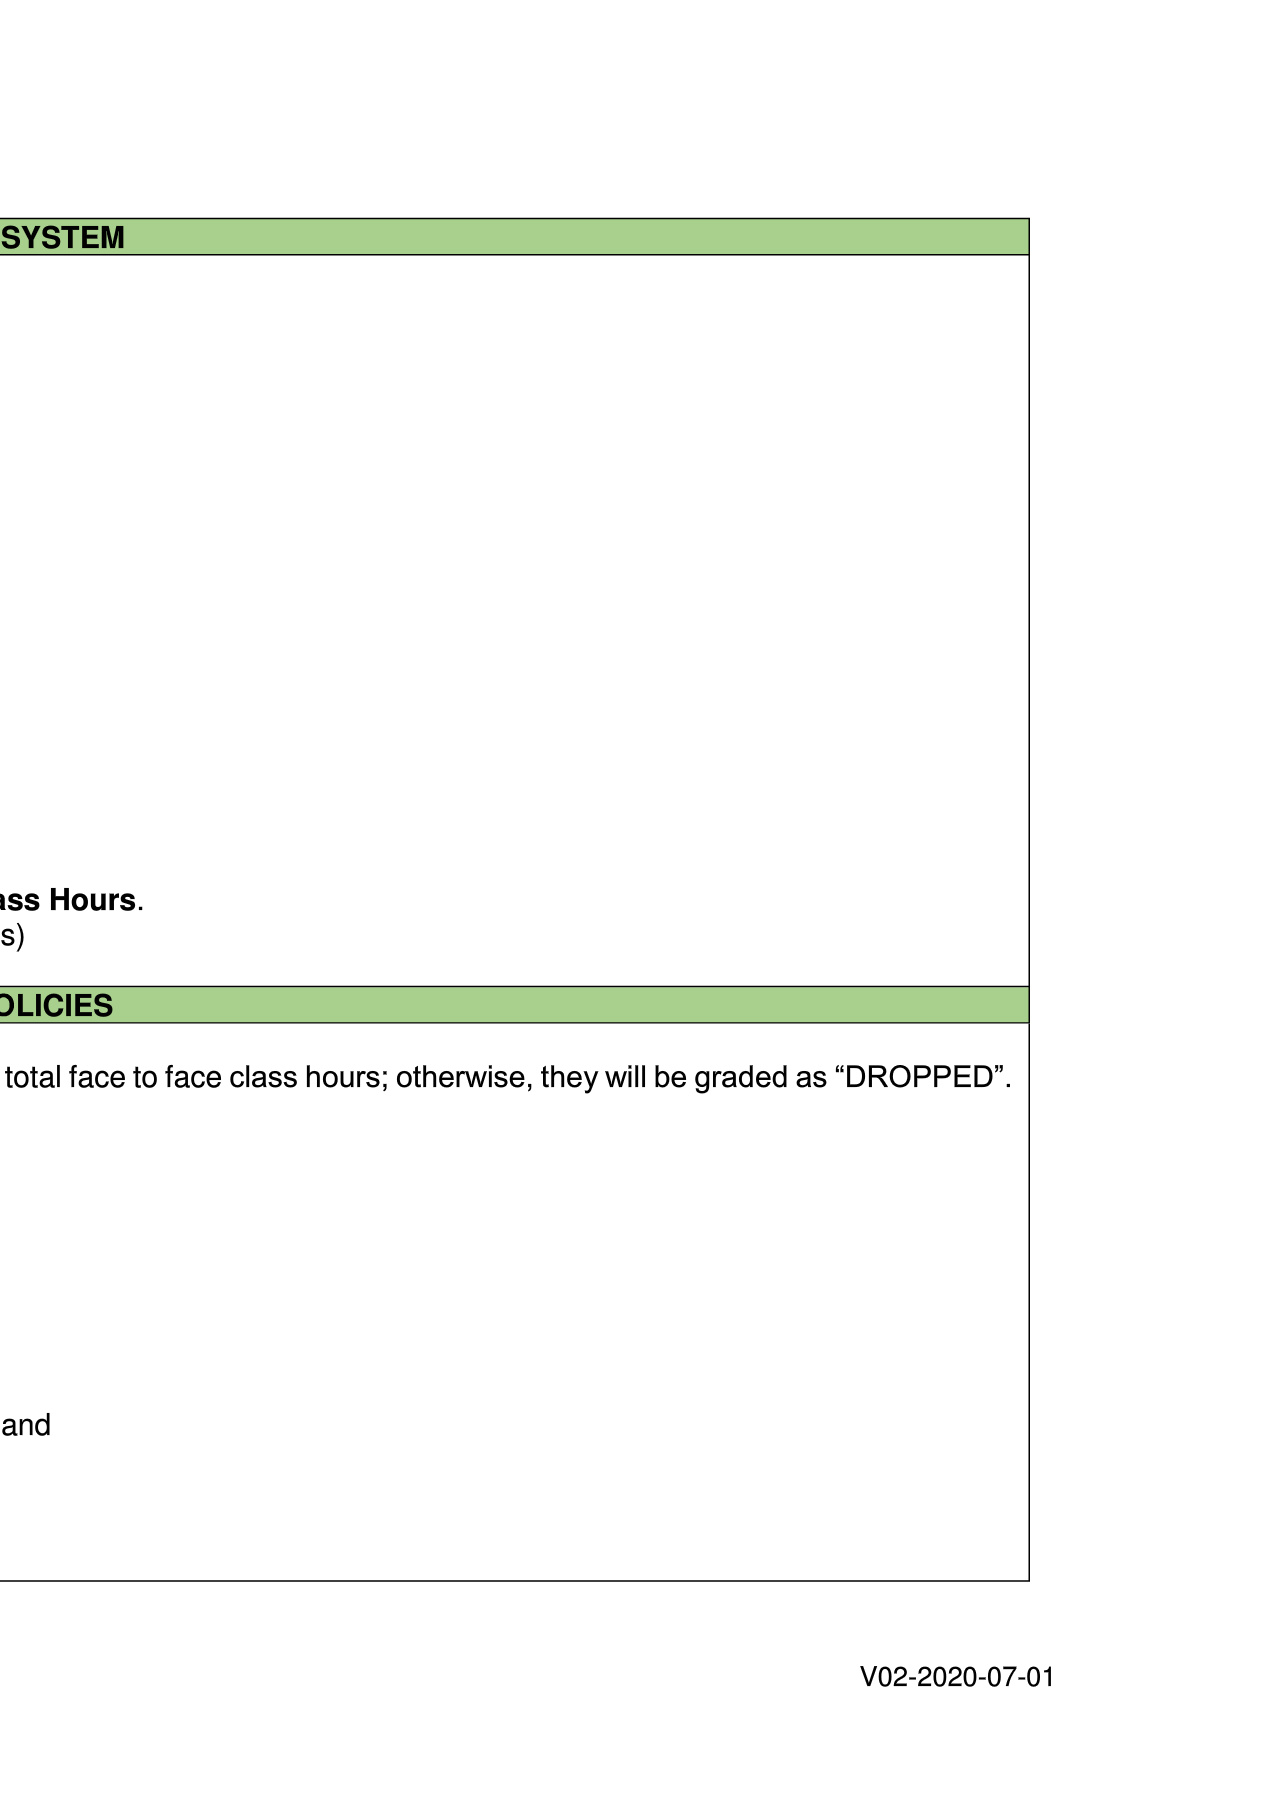 SYSTEM
ass Hours.
s)
OLICIES
total face to face class hours; otherwise, they will be graded as “DROPPED”.
and
V02-2020-07-01